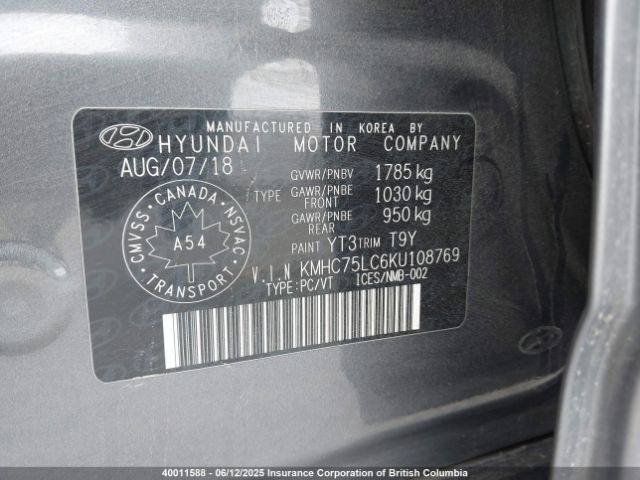 MANUFACTURED IN KOREA BY
HYUNDAI MOTOR COMPANY
AUG/07/18
GVWR/PNBV 1785 kg
TYPE GAWR/PNBE FRONT 1030 kg
GAWR/PNBE REAR 950 kg
PAINT YT3 TRIM T9Y
CANADA
CMVSS NSVAC
A54
TRANSPORT
V.I.N KMHC75LC6KU108769
TYPE:PC/VT ICES/NMB-002
40011588 - 06/12/2025 Insurance Corporation of British Columbia